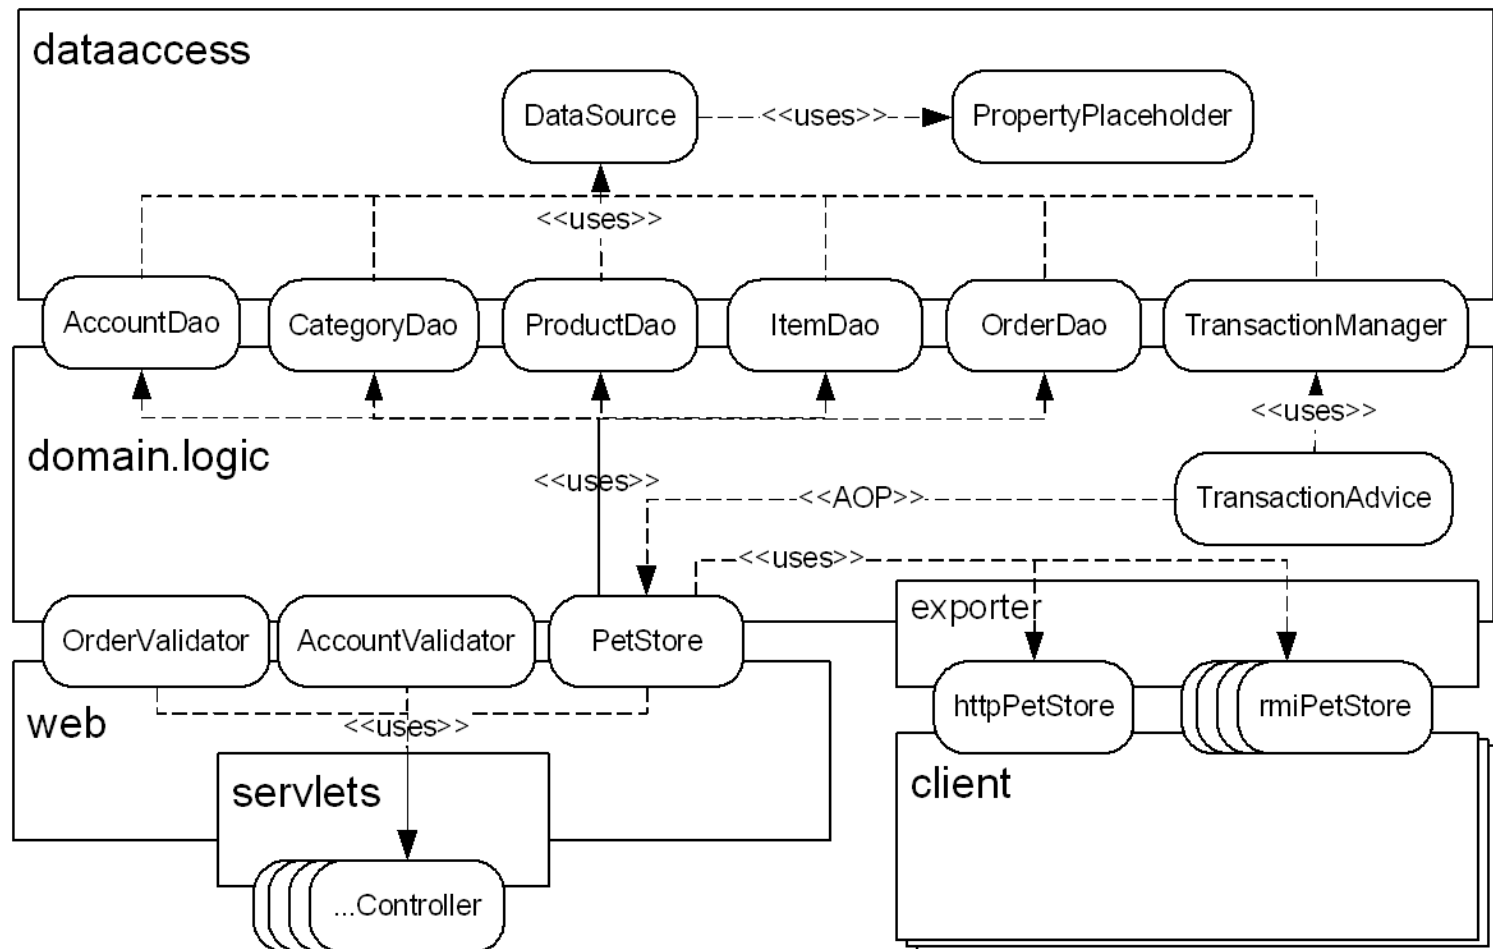 dataaccess
DataSource
<<uses>>
PropertyPlaceholder
<<uses>>
AccountDao
CategoryDao
ProductDao
ItemDao
OrderDao
TransactionManager
<<uses>>
domain.logic
<<uses>>
<<AOP>>
TransactionAdvice
<<uses>>
exporter
OrderValidator
AccountValidator
PetStore
httpPetStore
rmiPetStore
web
<<uses>>
servlets
client
...Controller